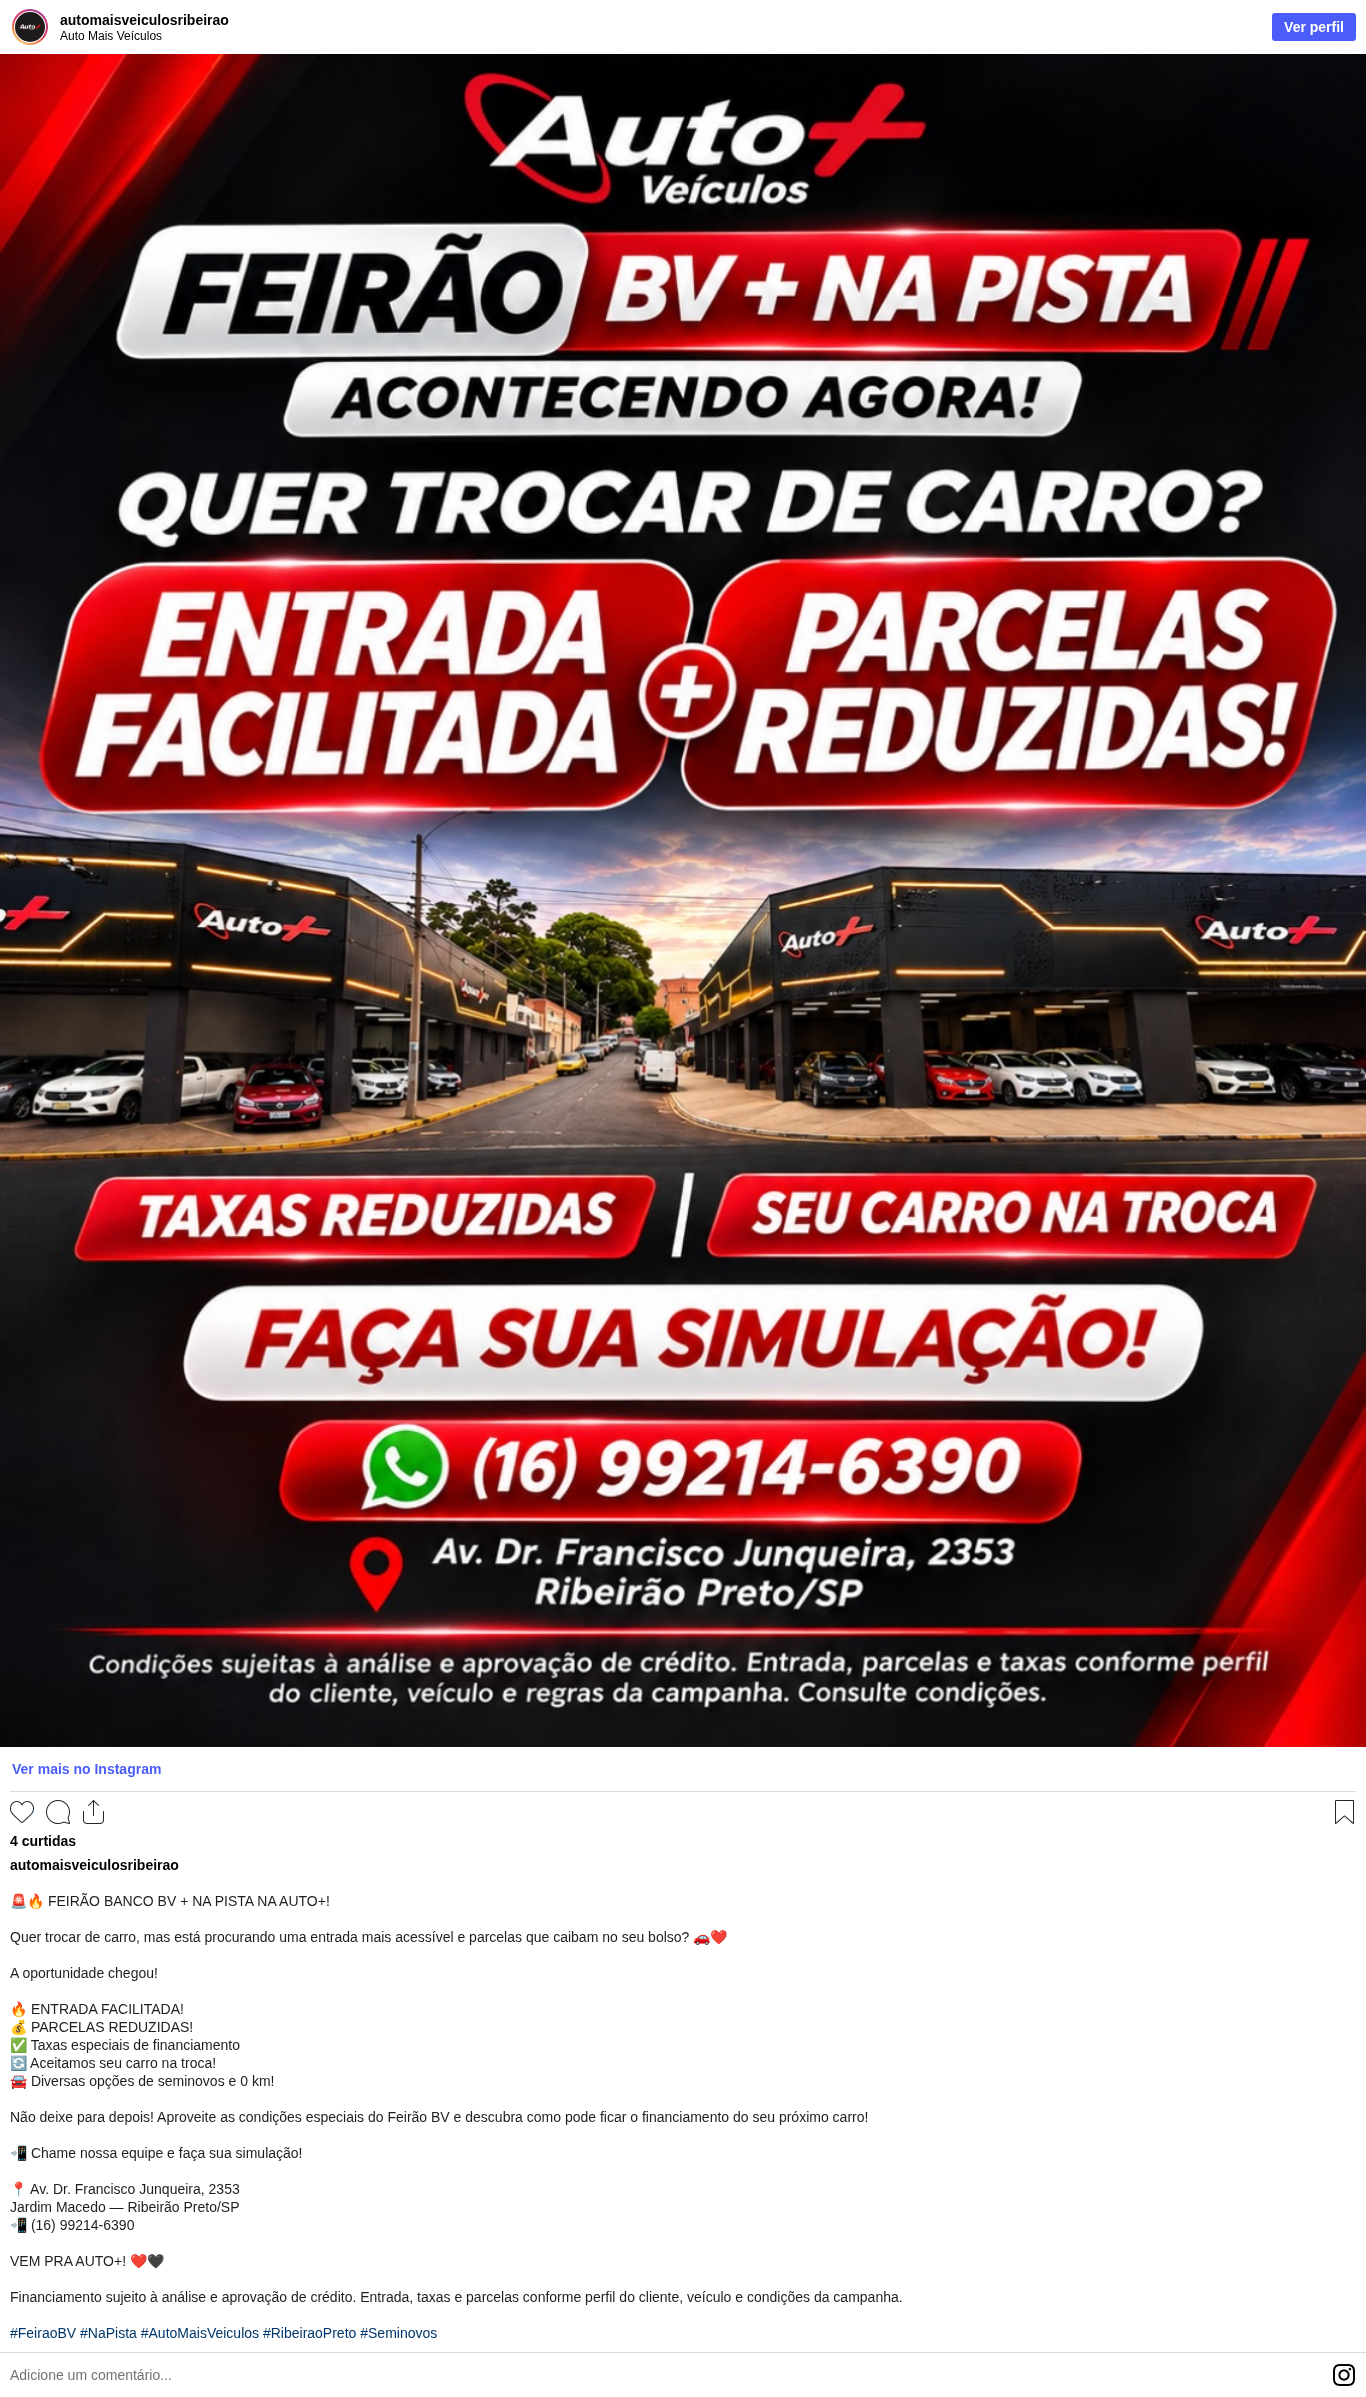 automaisveiculosribeirao
Auto Mais Veículos
Ver perfil
Auto+
Veículos
FEIRÃO BV + NA PISTA
ACONTECENDO AGORA!
QUER TROCAR DE CARRO?
ENTRADA
FACILITADA
+
PARCELAS
REDUZIDAS!
Auto+
Auto+
Auto+
TAXAS REDUZIDAS | SEU CARRO NA TROCA
FAÇA SUA SIMULAÇÃO!
(16) 99214-6390
Av. Dr. Francisco Junqueira, 2353
Ribeirão Preto/SP
Condições sujeitas à análise e aprovação de crédito. Entrada, parcelas e taxas conforme perfil
do cliente, veículo e regras da campanha. Consulte condições.
Ver mais no Instagram
4 curtidas
automaisveiculosribeirao
🚨🔥 FEIRÃO BANCO BV + NA PISTA NA AUTO+!
Quer trocar de carro, mas está procurando uma entrada mais acessível e parcelas que caibam no seu bolso? 🚗❤️
A oportunidade chegou!
🔥 ENTRADA FACILITADA!
💰 PARCELAS REDUZIDAS!
✅ Taxas especiais de financiamento
🔄 Aceitamos seu carro na troca!
🚘 Diversas opções de seminovos e 0 km!
Não deixe para depois! Aproveite as condições especiais do Feirão BV e descubra como pode ficar o financiamento do seu próximo carro!
📲 Chame nossa equipe e faça sua simulação!
📍 Av. Dr. Francisco Junqueira, 2353
Jardim Macedo — Ribeirão Preto/SP
📲 (16) 99214-6390
VEM PRA AUTO+! ❤️🖤
Financiamento sujeito à análise e aprovação de crédito. Entrada, taxas e parcelas conforme perfil do cliente, veículo e condições da campanha.
#FeiraoBV #NaPista #AutoMaisVeiculos #RibeiraoPreto #Seminovos
Adicione um comentário...